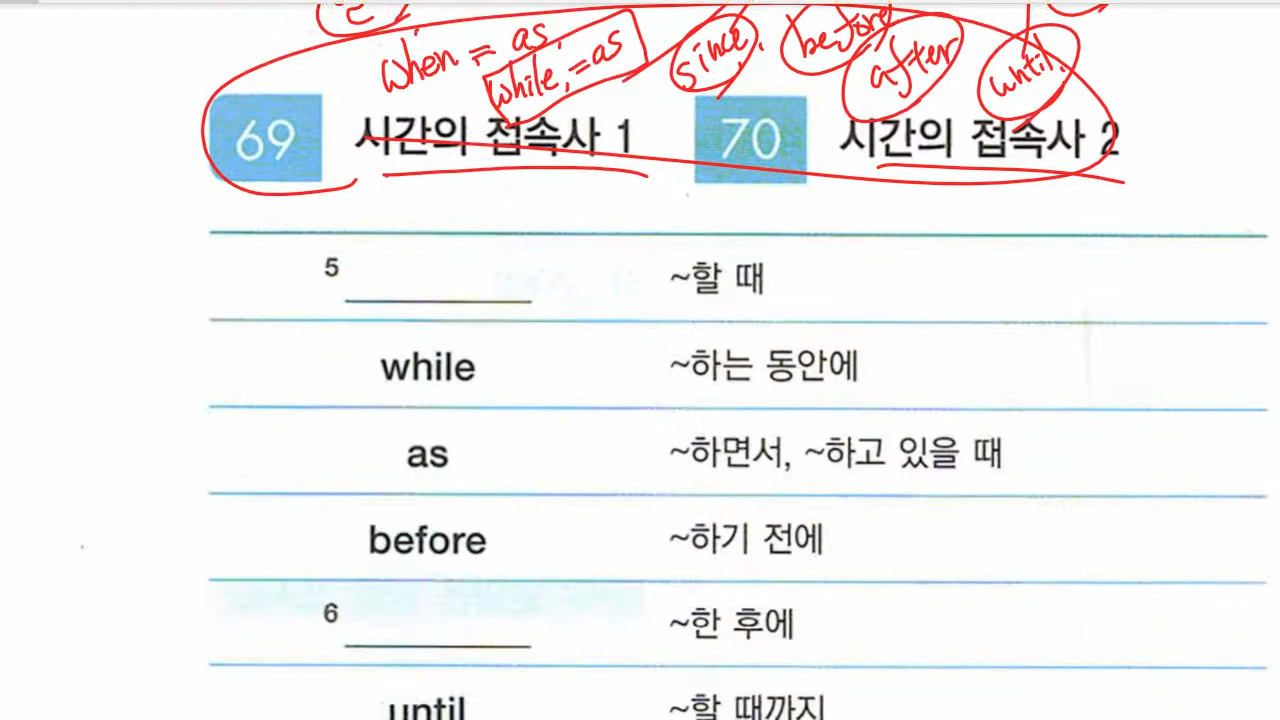 when = as
while, = as
since, before after until
69 시간의 접속사 1 70 시간의 접속사 2
5 ~할 때
while ~하는 동안에
as ~하면서, ~하고 있을 때
before ~하기 전에
6 ~한 후에
until ~할 때까지